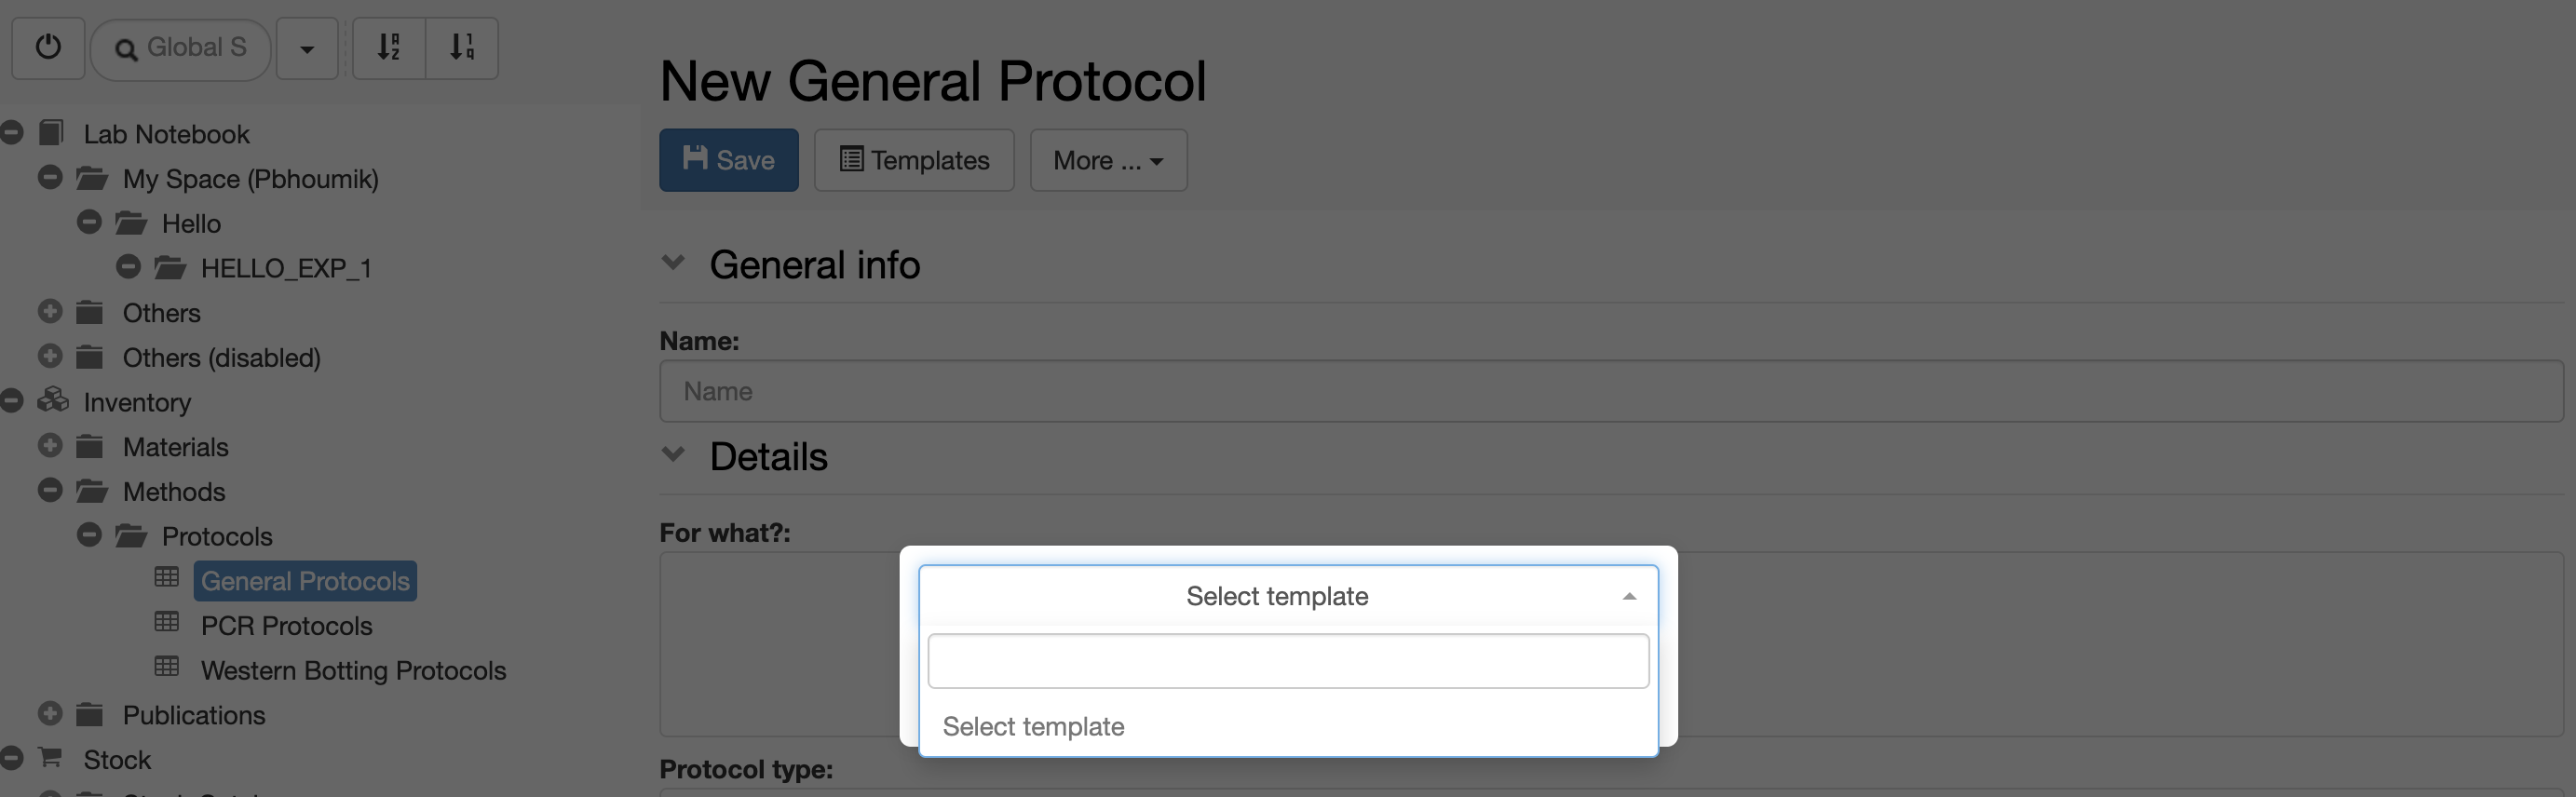 Global S
Lab Notebook
My Space (Pbhoumik)
Hello
HELLO_EXP_1
Others
Others (disabled)
Inventory
Materials
Methods
Protocols
General Protocols
PCR Protocols
Western Botting Protocols
Publications
Stock
New General Protocol
Save
Templates
More ...
General info
Name:
Name
Details
For what?:
Select template
Select template
Protocol type: